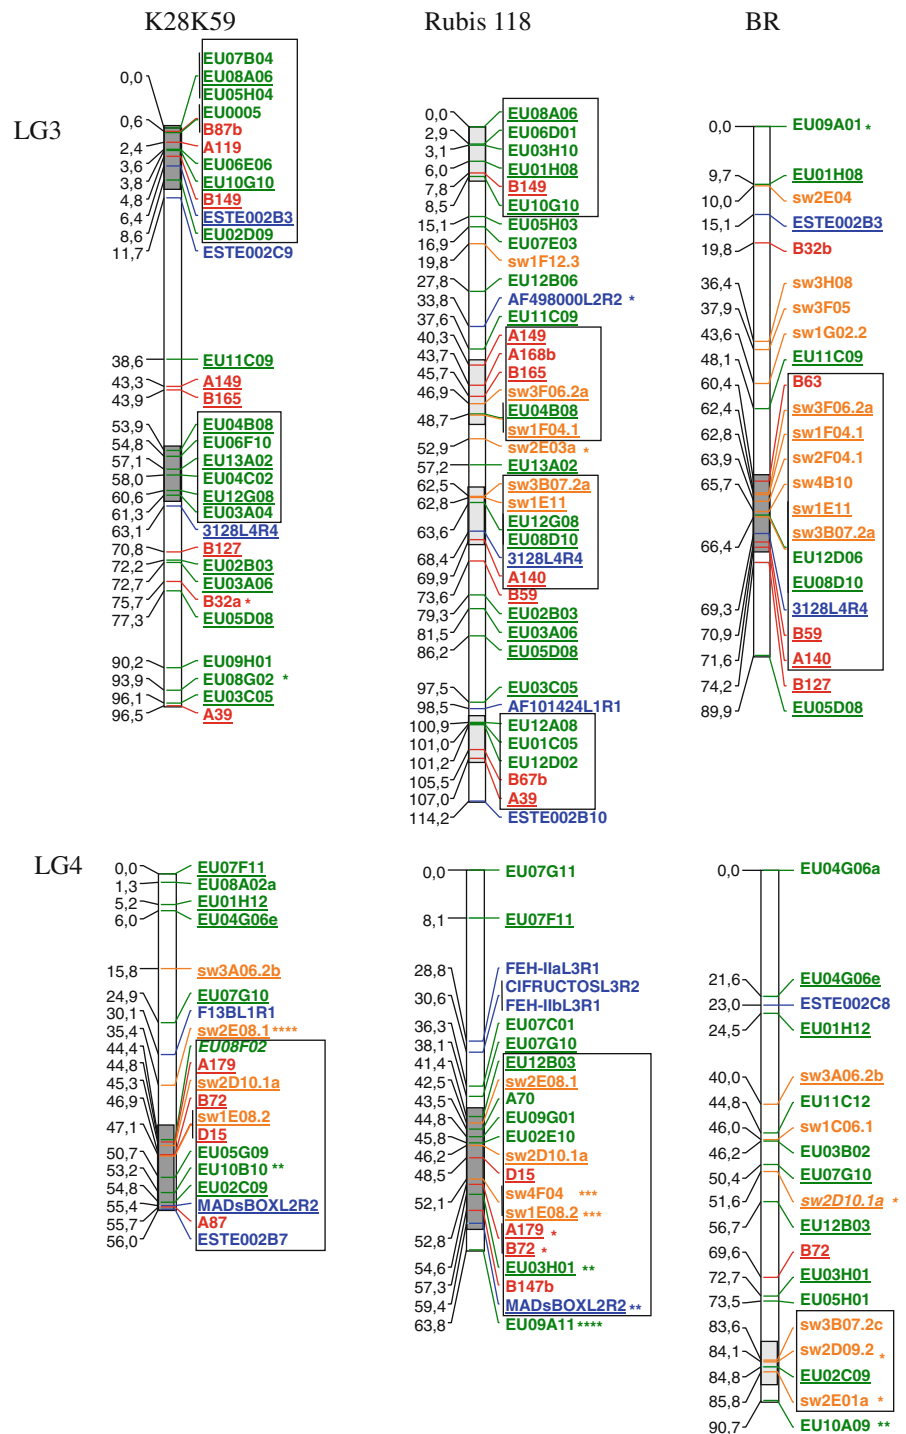 K28K59
Rubis 118
BR
LG3
0,0
0,6
2,4
3,6
3,8
4,8
6,4
8,6
11,7
38,6
43,3
43,9
53,9
54,8
57,1
58,0
60,6
61,3
63,1
70,8
72,2
72,7
75,7
77,3
90,2
93,9
96,1
96,5
EU07B04
EU08A06
EU05H04
EU0005
B87b
A119
EU06E06
EU10G10
B149
ESTE002B3
EU02D09
ESTE002C9
EU11C09
A149
B165
EU04B08
EU06F10
EU13A02
EU04C02
EU12G08
EU03A04
3128L4R4
B127
EU02B03
EU03A06
B32a *
EU05D08
EU09H01
EU08G02 *
EU03C05
A39
0,0
2,9
3,1
6,0
7,8
8,5
15,1
16,9
19,8
27,8
33,8
37,6
40,3
43,7
45,7
46,9
48,7
52,9
57,2
62,5
62,8
63,6
68,4
69,9
73,6
79,3
81,5
86,2
97,5
98,5
100,9
101,0
101,2
105,5
107,0
114,2
EU08A06
EU06D01
EU03H10
EU01H08
B149
EU10G10
EU05H03
EU07E03
sw1F12.3
EU12B06
AF498000L2R2 *
EU11C09
A149
A168b
B165
sw3F06.2a
EU04B08
sw1F04.1
sw2E03a *
EU13A02
sw3B07.2a
sw1E11
EU12G08
EU08D10
3128L4R4
A140
B59
EU02B03
EU03A06
EU05D08
EU03C05
AF101424L1R1
EU12A08
EU01C05
EU12D02
B67b
A39
ESTE002B10
0,0
9,7
10,0
15,1
19,8
36,4
37,9
43,6
48,1
60,4
62,4
62,8
63,9
65,7
66,4
69,3
70,9
71,6
74,2
89,9
EU09A01 *
EU01H08
sw2E04
ESTE002B3
B32b
sw3H08
sw3F05
sw1G02.2
EU11C09
B63
sw3F06.2a
sw1F04.1
sw2F04.1
sw4B10
sw1E11
sw3B07.2a
EU12D06
EU08D10
3128L4R4
B59
A140
B127
EU05D08
LG4
0,0
1,3
5,2
6,0
15,8
24,9
30,1
35,4
44,4
44,8
45,3
46,9
47,1
50,7
53,2
54,8
55,4
55,7
56,0
EU07F11
EU08A02a
EU01H12
EU04G06e
sw3A06.2b
EU07G10
F13BL1R1
sw2E08.1 ****
EU08F02
A179
sw2D10.1a
B72
sw1E08.2
D15
EU05G09
EU10B10 **
EU02C09
MADsBOXL2R2
A87
ESTE002B7
0,0
8,1
28,8
30,6
36,3
38,1
41,4
42,5
43,5
44,8
45,8
46,2
48,5
52,1
52,8
54,6
57,3
59,4
63,8
EU07G11
EU07F11
FEH-IIaL3R1
CIFRUCTOSL3R2
FEH-IIbL3R1
EU07C01
EU07G10
EU12B03
sw2E08.1
A70
EU09G01
EU02E10
sw2D10.1a
D15
sw4F04 ***
sw1E08.2 ***
A179 *
B72 *
EU03H01 **
B147b
MADsBOXL2R2 **
EU09A11 ****
0,0
21,6
23,0
24,5
40,0
44,8
46,0
46,2
50,4
51,6
56,7
69,6
72,7
73,5
83,6
84,1
84,8
85,8
90,7
EU04G06a
EU04G06e
ESTE002C8
EU01H12
sw3A06.2b
EU11C12
sw1C06.1
EU03B02
EU07G10
sw2D10.1a *
EU12B03
B72
EU03H01
EU05H01
sw3B07.2c
sw2D09.2 *
EU02C09
sw2E01a *
EU10A09 **